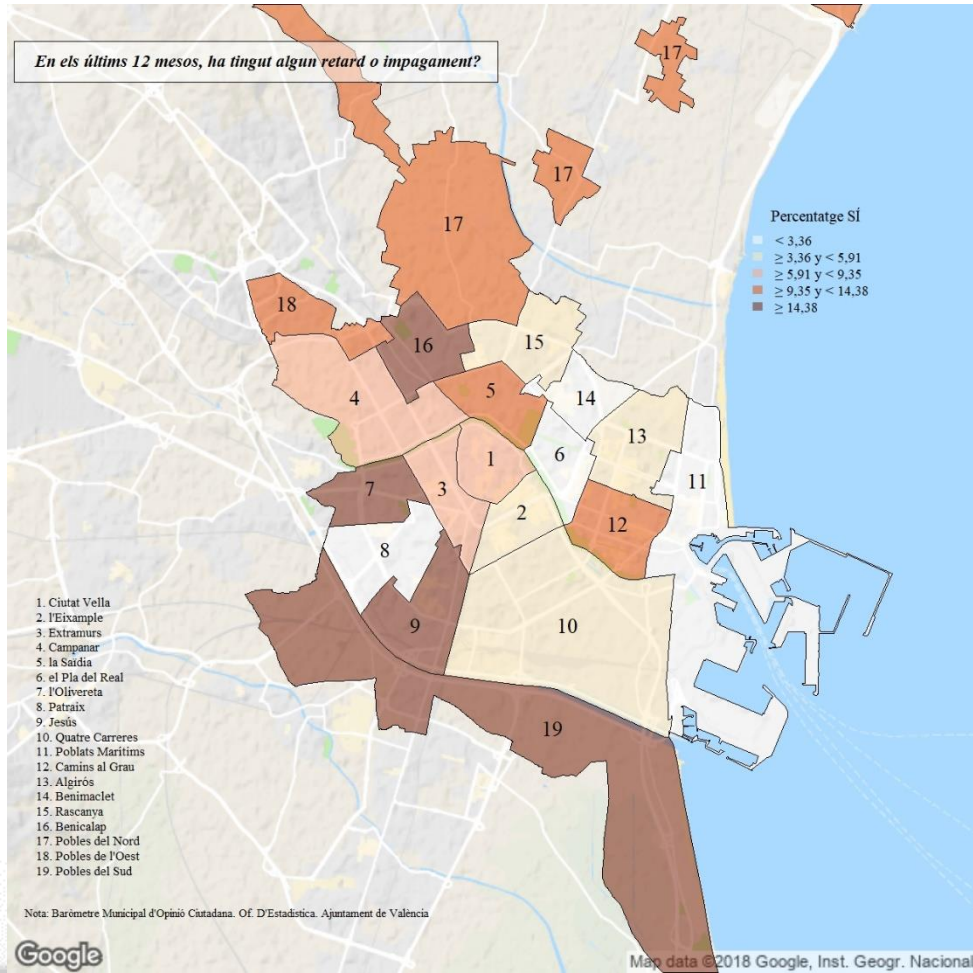 En els últims 12 mesos, ha tingut algun retard o impagament?
17
17
17
Percentatge SÍ
< 3,36
≥ 3,36 y < 5,91
≥ 5,91 y < 9,35
≥ 9,35 y < 14,38
≥ 14,38
18
16
15
4
5
14
13
6
1
11
7
3
2
12
8
9
10
19
1. Ciutat Vella
2. l'Eixample
3. Extramurs
4. Campanar
5. la Saïdia
6. el Pla del Real
7. l'Olivereta
8. Patraix
9. Jesús
10. Quatre Carreres
11. Poblats Marítims
12. Camins al Grau
13. Algirós
14. Benimaclet
15. Rascanya
16. Benicalap
17. Pobles del Nord
18. Pobles de l'Oest
19. Pobles del Sud
Nota: Baròmetre Municipal d'Opinió Ciutadana. Of. D'Estadística. Ajuntament de València
Google
Map data ©2018 Google, Inst. Geogr. Nacional